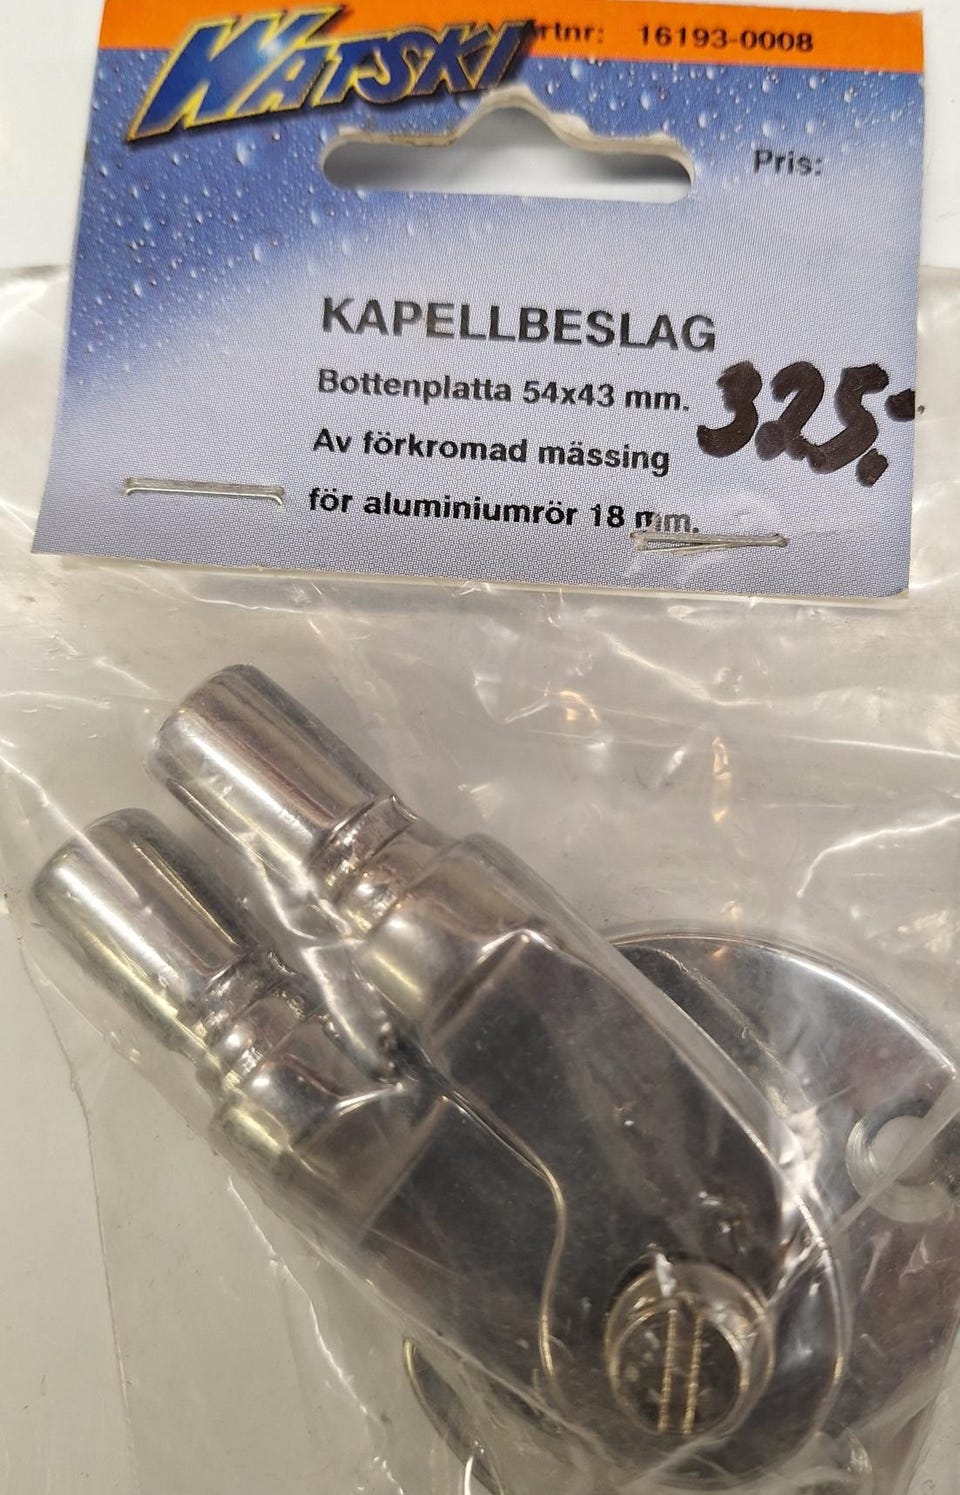 WATSKI
rtnr: 16193-0008
Pris:
KAPELLBESLAG
Bottenplatta 54x43 mm.
325:-
Av förkromad mässing
för aluminiumrör 18 mm.